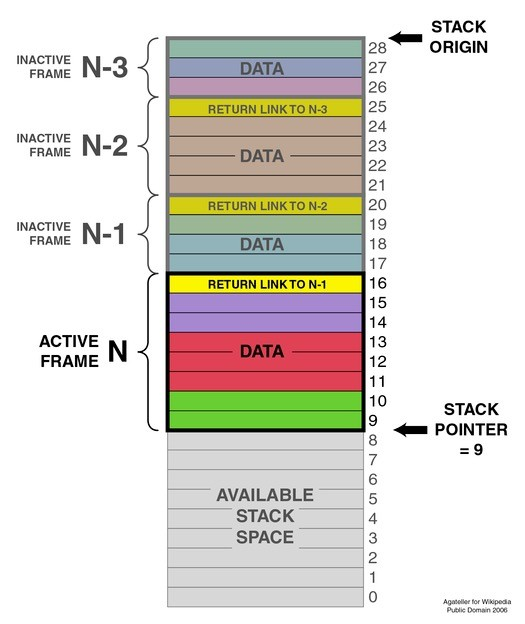 STACK
ORIGIN
28
INACTIVE
FRAME N-3
DATA
27
26
RETURN LINK TO N-3
25
24
INACTIVE
FRAME N-2
23
DATA
22
21
RETURN LINK TO N-2
20
19
INACTIVE
FRAME N-1
DATA
18
17
RETURN LINK TO N-1
16
15
14
ACTIVE
FRAME N
13
DATA
12
11
10
9
STACK
POINTER
= 9
8
7
6
AVAILABLE
STACK
SPACE
5
4
3
2
1
0
Agateller for Wikipedia
Public Domain 2006